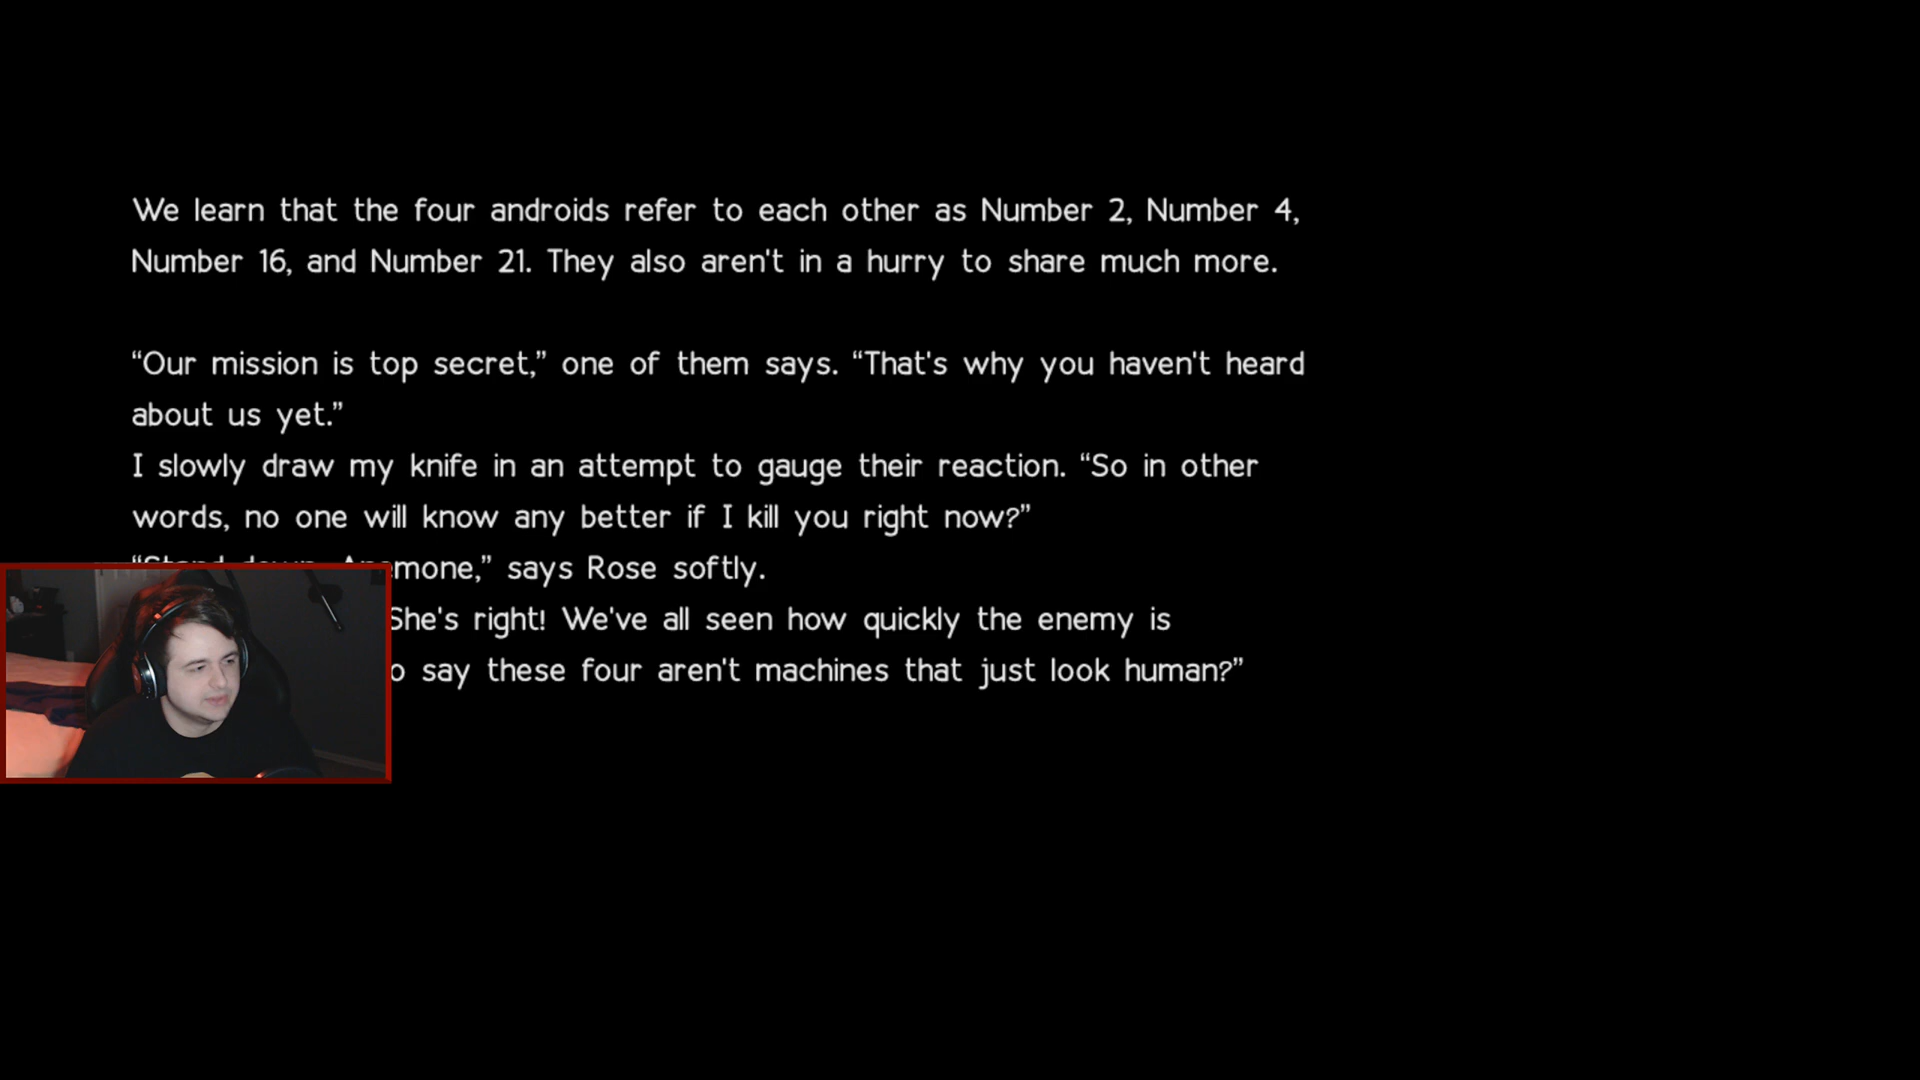 We learn that the four androids refer to each other as Number 2, Number 4,
Number 16, and Number 21. They also aren't in a hurry to share much more.
“Our mission is top secret,” one of them says. “That's why you haven't heard
about us yet.”
I slowly draw my knife in an attempt to gauge their reaction. “So in other
words, no one will know any better if I kill you right now?”
“Stand down, Anemone,” says Rose softly.
She's right! We've all seen how quickly the enemy is
say these four aren't machines that just look human?”